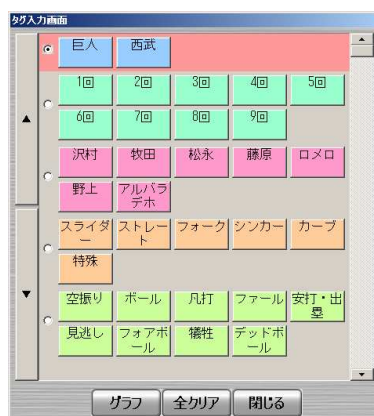 タグ入力画面
巨人 西武
1回 2回 3回 4回 5回
6回 7回 8回 9回
沢村 牧田 松永 藤原 ロメロ
野上 アルバラデホ
スライダー ストレート フォーク シンカー カーブ
特殊
空振り ボール 凡打 ファール 安打・出塁
見逃し フォアボール 犠牲 デッドボール
グラフ 全クリア 閉じる